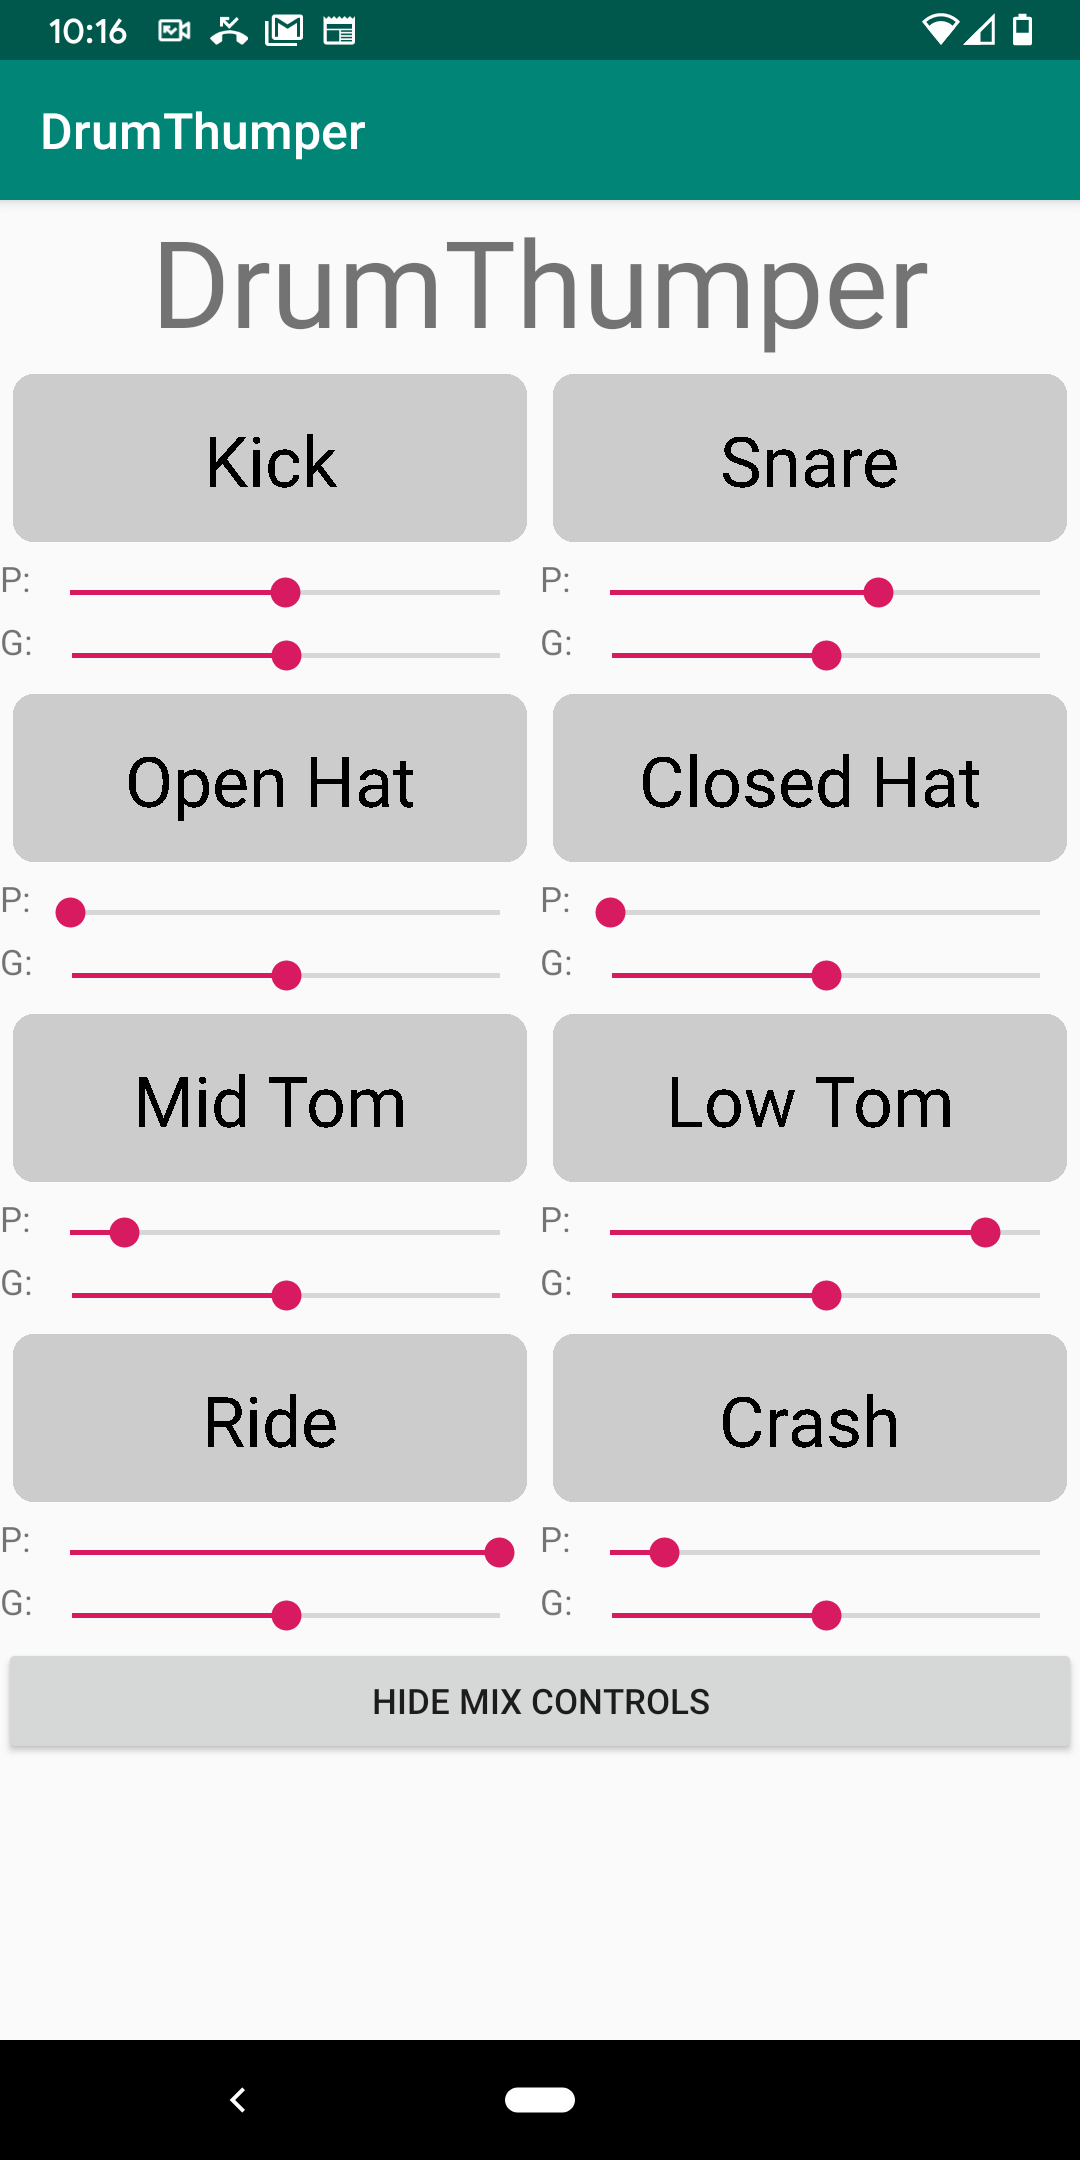 10:16
DrumThumper
DrumThumper
Kick
Snare
P:
P:
G:
G:
Open Hat
Closed Hat
P:
P:
G:
G:
Mid Tom
Low Tom
P:
P:
G:
G:
Ride
Crash
P:
P:
G:
G:
HIDE MIX CONTROLS